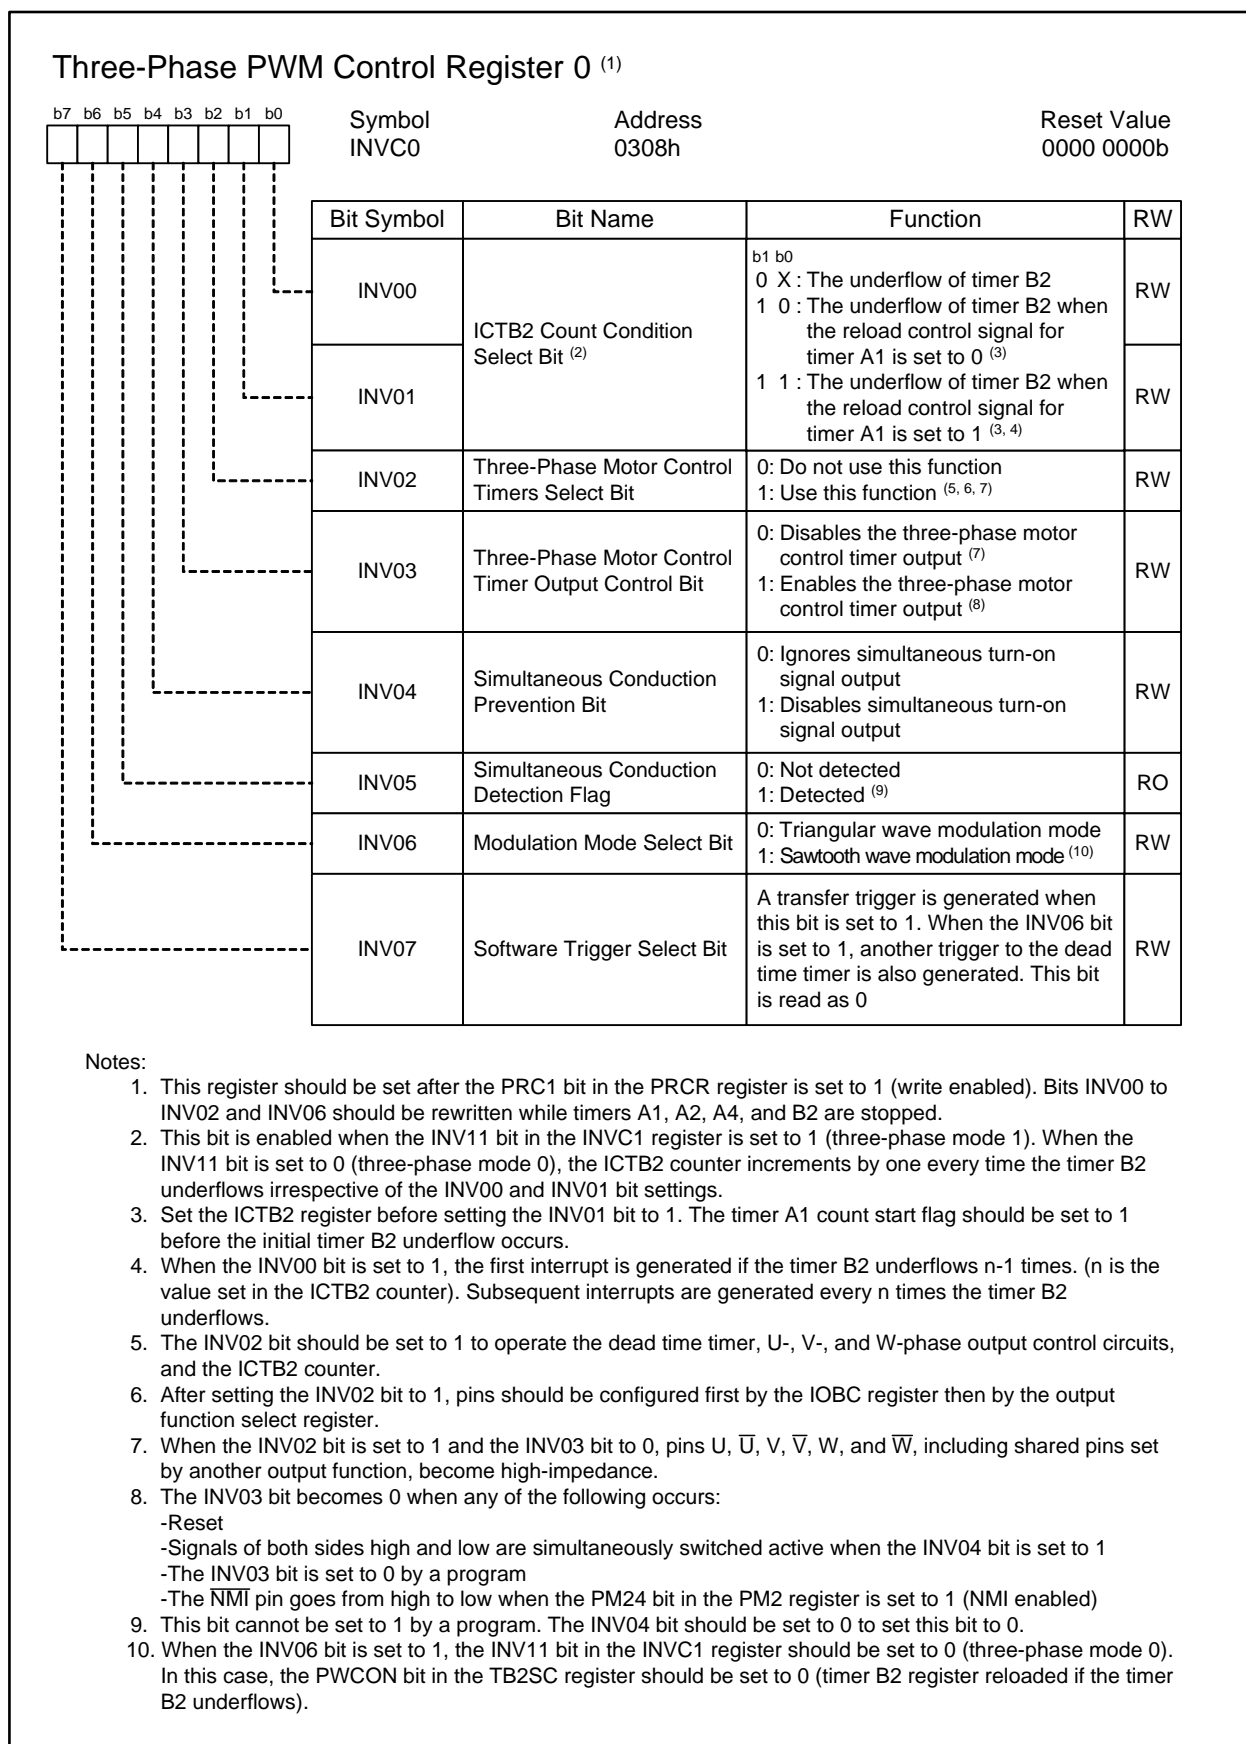 Three-Phase PWM Control Register 0 (1)
b7 b6 b5 b4 b3 b2 b1 b0
Symbol Address Reset Value
INVC0 0308h 0000 0000b
Bit Symbol Bit Name Function RW
INV00
INV01
ICTB2 Count Condition
Select Bit (2)
b1 b0
0 X : The underflow of timer B2
1 0 : The underflow of timer B2 when
the reload control signal for
timer A1 is set to 0 (3)
1 1 : The underflow of timer B2 when
the reload control signal for
timer A1 is set to 1 (3, 4)
RW
RW
INV02
Three-Phase Motor Control
Timers Select Bit
0: Do not use this function
1: Use this function (5, 6, 7)
RW
INV03
Three-Phase Motor Control
Timer Output Control Bit
0: Disables the three-phase motor
control timer output (7)
1: Enables the three-phase motor
control timer output (8)
RW
INV04
Simultaneous Conduction
Prevention Bit
0: Ignores simultaneous turn-on
signal output
1: Disables simultaneous turn-on
signal output
RW
INV05
Simultaneous Conduction
Detection Flag
0: Not detected
1: Detected (9)
RO
INV06
Modulation Mode Select Bit
0: Triangular wave modulation mode
1: Sawtooth wave modulation mode (10)
RW
INV07
Software Trigger Select Bit
A transfer trigger is generated when
this bit is set to 1. When the INV06 bit
is set to 1, another trigger to the dead
time timer is also generated. This bit
is read as 0
RW
Notes:
1. This register should be set after the PRC1 bit in the PRCR register is set to 1 (write enabled). Bits INV00 to
INV02 and INV06 should be rewritten while timers A1, A2, A4, and B2 are stopped.
2. This bit is enabled when the INV11 bit in the INVC1 register is set to 1 (three-phase mode 1). When the
INV11 bit is set to 0 (three-phase mode 0), the ICTB2 counter increments by one every time the timer B2
underflows irrespective of the INV00 and INV01 bit settings.
3. Set the ICTB2 register before setting the INV01 bit to 1. The timer A1 count start flag should be set to 1
before the initial timer B2 underflow occurs.
4. When the INV00 bit is set to 1, the first interrupt is generated if the timer B2 underflows n-1 times. (n is the
value set in the ICTB2 counter). Subsequent interrupts are generated every n times the timer B2
underflows.
5. The INV02 bit should be set to 1 to operate the dead time timer, U-, V-, and W-phase output control circuits,
and the ICTB2 counter.
6. After setting the INV02 bit to 1, pins should be configured first by the IOBC register then by the output
function select register.
7. When the INV02 bit is set to 1 and the INV03 bit to 0, pins U, U̅, V, V̅, W, and W̅, including shared pins set
by another output function, become high-impedance.
8. The INV03 bit becomes 0 when any of the following occurs:
-Reset
-Signals of both sides high and low are simultaneously switched active when the INV04 bit is set to 1
-The INV03 bit is set to 0 by a program
-The N̅M̅I̅ pin goes from high to low when the PM24 bit in the PM2 register is set to 1 (NMI enabled)
9. This bit cannot be set to 1 by a program. The INV04 bit should be set to 0 to set this bit to 0.
10. When the INV06 bit is set to 1, the INV11 bit in the INVC1 register should be set to 0 (three-phase mode 0).
In this case, the PWCON bit in the TB2SC register should be set to 0 (timer B2 register reloaded if the timer
B2 underflows).